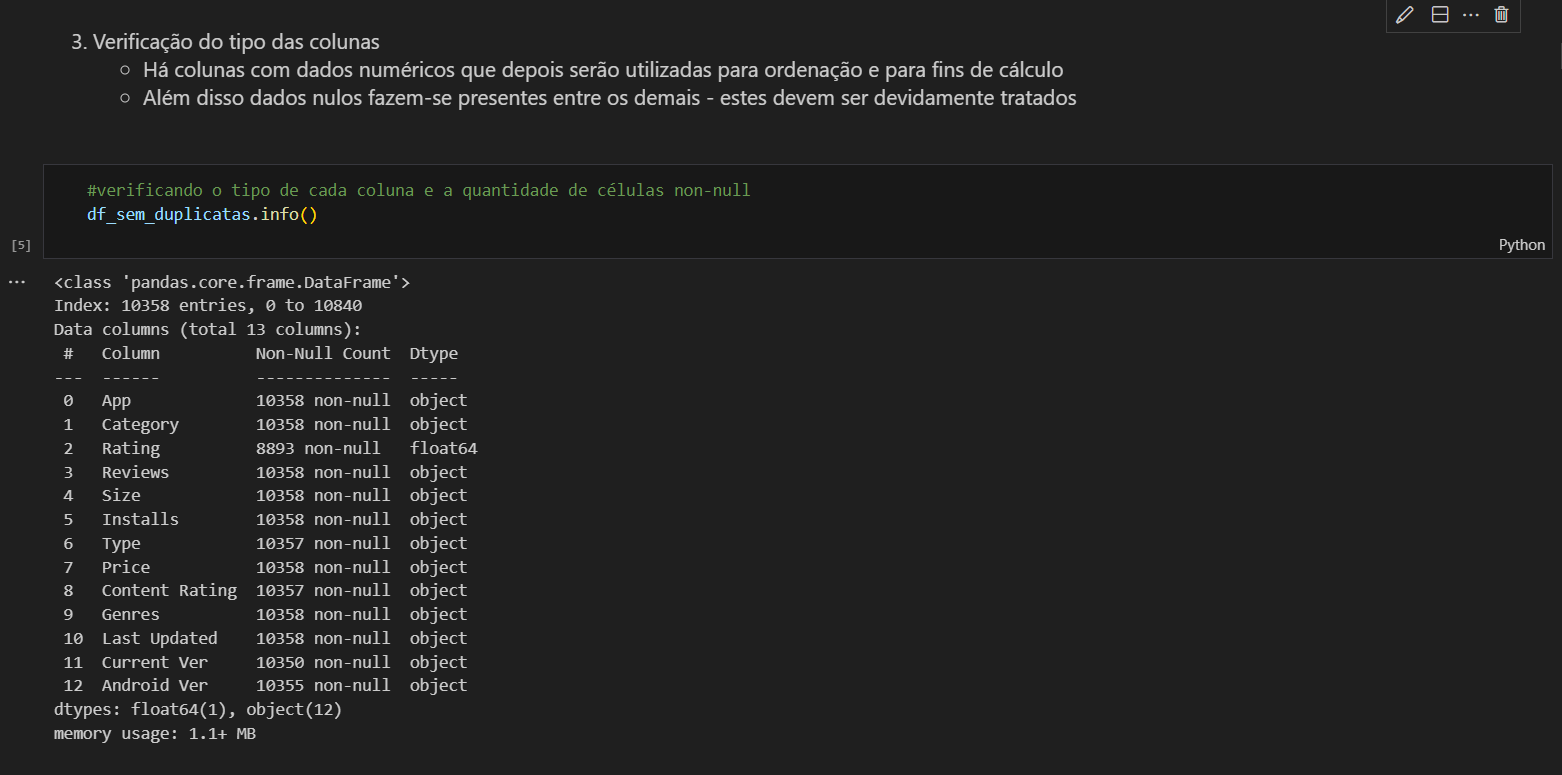 3. Verificação do tipo das colunas
○ Há colunas com dados numéricos que depois serão utilizadas para ordenação e para fins de cálculo
○ Além disso dados nulos fazem-se presentes entre os demais - estes devem ser devidamente tratados
#verificando o tipo de cada coluna e a quantidade de células non-null
df_sem_duplicatas.info()
[5]
Python
... <class 'pandas.core.frame.DataFrame'>
Index: 10358 entries, 0 to 10840
Data columns (total 13 columns):
 #   Column          Non-Null Count  Dtype
---  ------          --------------  -----
 0   App             10358 non-null  object
 1   Category        10358 non-null  object
 2   Rating          8893 non-null   float64
 3   Reviews         10358 non-null  object
 4   Size            10358 non-null  object
 5   Installs        10358 non-null  object
 6   Type            10357 non-null  object
 7   Price           10358 non-null  object
 8   Content Rating  10357 non-null  object
 9   Genres          10358 non-null  object
 10  Last Updated    10358 non-null  object
 11  Current Ver     10350 non-null  object
 12  Android Ver     10355 non-null  object
dtypes: float64(1), object(12)
memory usage: 1.1+ MB